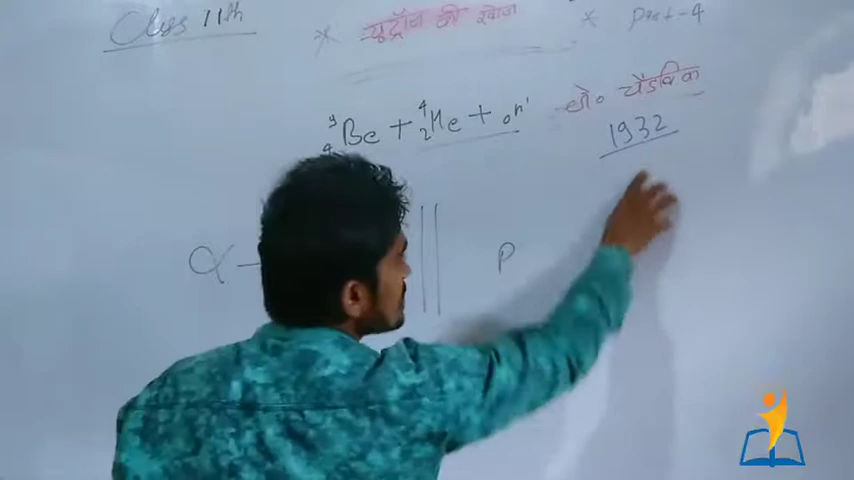 Class 11th
* न्यूट्रॉन की खोज * Part-4
⁹₄Be + ⁴₂He + ₀n¹ वै० चैडविक
1932
α – P